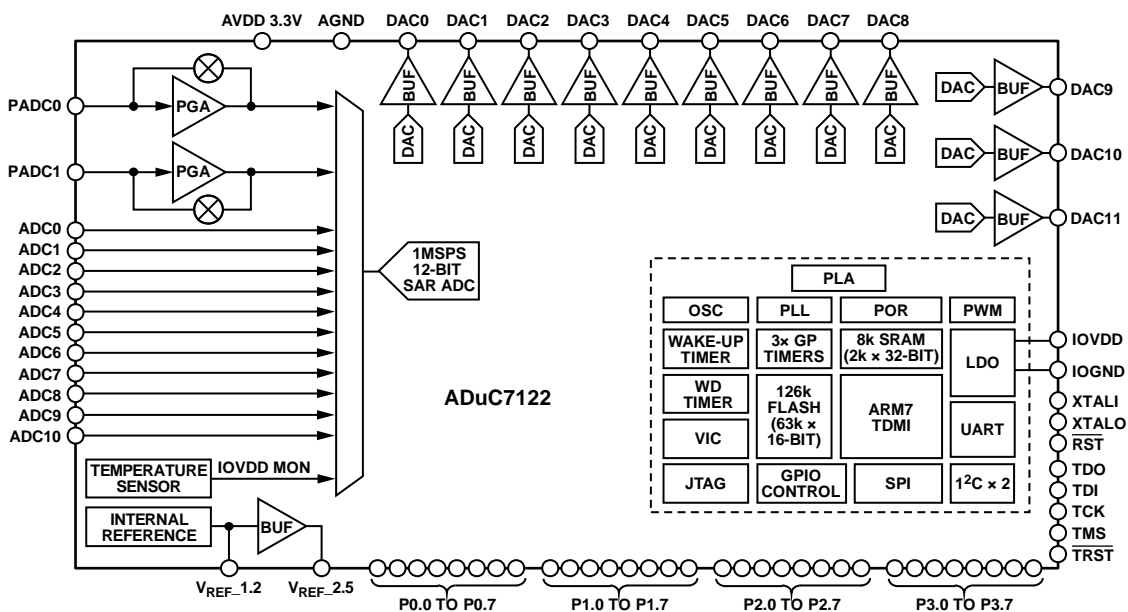 AVDD 3.3V AGND DAC0 DAC1 DAC2 DAC3 DAC4 DAC5 DAC6 DAC7 DAC8
BUF BUF BUF BUF BUF BUF BUF BUF BUF
DAC DAC DAC DAC DAC DAC DAC DAC DAC
PADC0
PGA
PADC1
PGA
ADC0
ADC1
ADC2
ADC3
ADC4
ADC5
ADC6
ADC7
ADC8
ADC9
ADC10
1MSPS
12-BIT
SAR ADC
TEMPERATURE
SENSOR
IOVDD MON
INTERNAL
REFERENCE
BUF
ADuC7122
DAC BUF DAC9
DAC BUF DAC10
DAC BUF DAC11
PLA
OSC PLL POR PWM
WAKE-UP
TIMER
3× GP
TIMERS
8k SRAM
(2k × 32-BIT)
LDO
WD
TIMER
126k
FLASH
(63k ×
16-BIT)
ARM7
TDMI
VIC
UART
JTAG
GPIO
CONTROL
SPI
1²C × 2
IOVDD
IOGND
XTALI
XTALO
RST
TDO
TDI
TCK
TMS
TRST
VREF_1.2 VREF_2.5 P0.0 TO P0.7 P1.0 TO P1.7 P2.0 TO P2.7 P3.0 TO P3.7